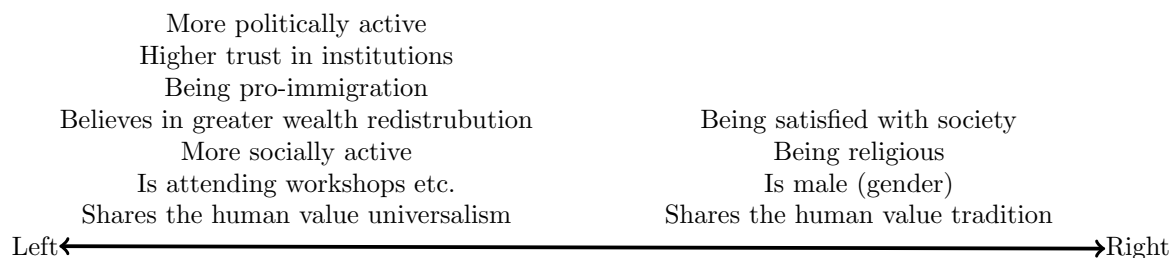 More politically active
Higher trust in institutions
Being pro-immigration
Believes in greater wealth redistrubution
More socially active
Is attending workshops etc.
Shares the human value universalism
Being satisfied with society
Being religious
Is male (gender)
Shares the human value tradition
Left
Right